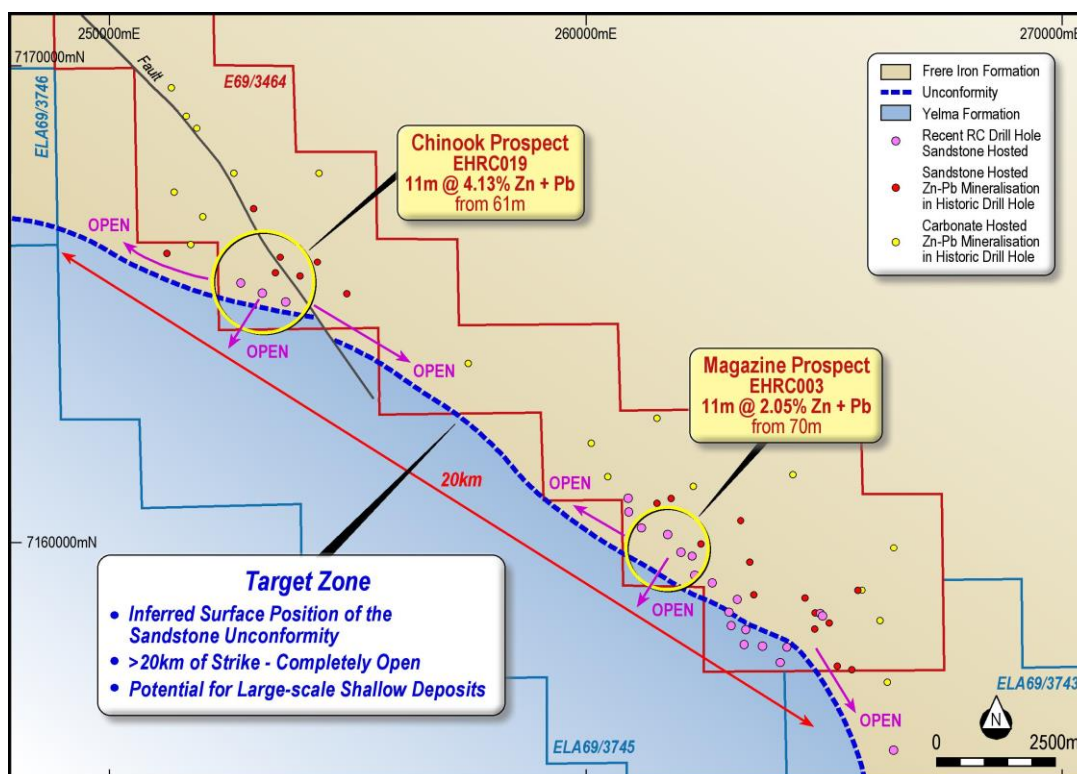 250000mE
260000mE
270000mE
7170000mN
7160000mN
ELA69/3746
Fault
E69/3464
Frere Iron Formation
Unconformity
Yelma Formation
Recent RC Drill Hole
Sandstone Hosted
Sandstone Hosted
Zn-Pb Mineralisation
in Historic Drill Hole
Carbonate Hosted
Zn-Pb Mineralisation
in Historic Drill Hole
Chinook Prospect
EHRC019
11m @ 4.13% Zn + Pb
from 61m
OPEN
OPEN
OPEN
Magazine Prospect
EHRC003
11m @ 2.05% Zn + Pb
from 70m
20km
OPEN
OPEN
OPEN
Target Zone
• Inferred Surface Position of the
Sandstone Unconformity
• >20km of Strike - Completely Open
• Potential for Large-scale Shallow Deposits
ELA69/3745
ELA69/3743
N
0
2500m